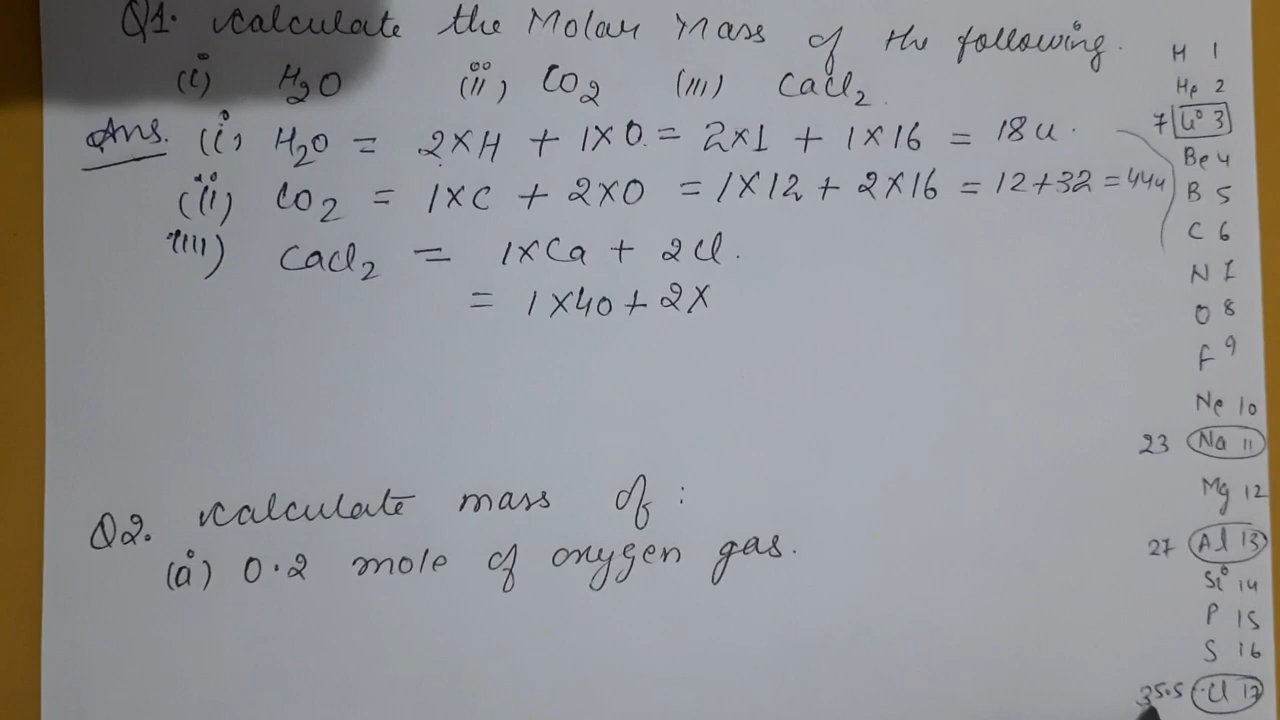 Q1. Calculate the Molar Mass of the following.
(i) H2O (ii) CO2 (iii) CaCl2.
Ans. (i) H2O = 2×H + 1×O = 2×1 + 1×16 = 18u.
(ii) CO2 = 1×C + 2×O = 1×12 + 2×16 = 12+32 = 44u
(iii) CaCl2 = 1×Ca + 2Cl.
= 1×40 + 2×
Q2. Calculate mass of :
(a) 0.2 mole of oxygen gas.
H 1
He 2
7 Li 3
Be 4
B 5
C 6
N 7
O 8
F 9
Ne 10
23 Na 11
Mg 12
27 Al 13
Si 14
P 15
S 16
35.5 Cl 17